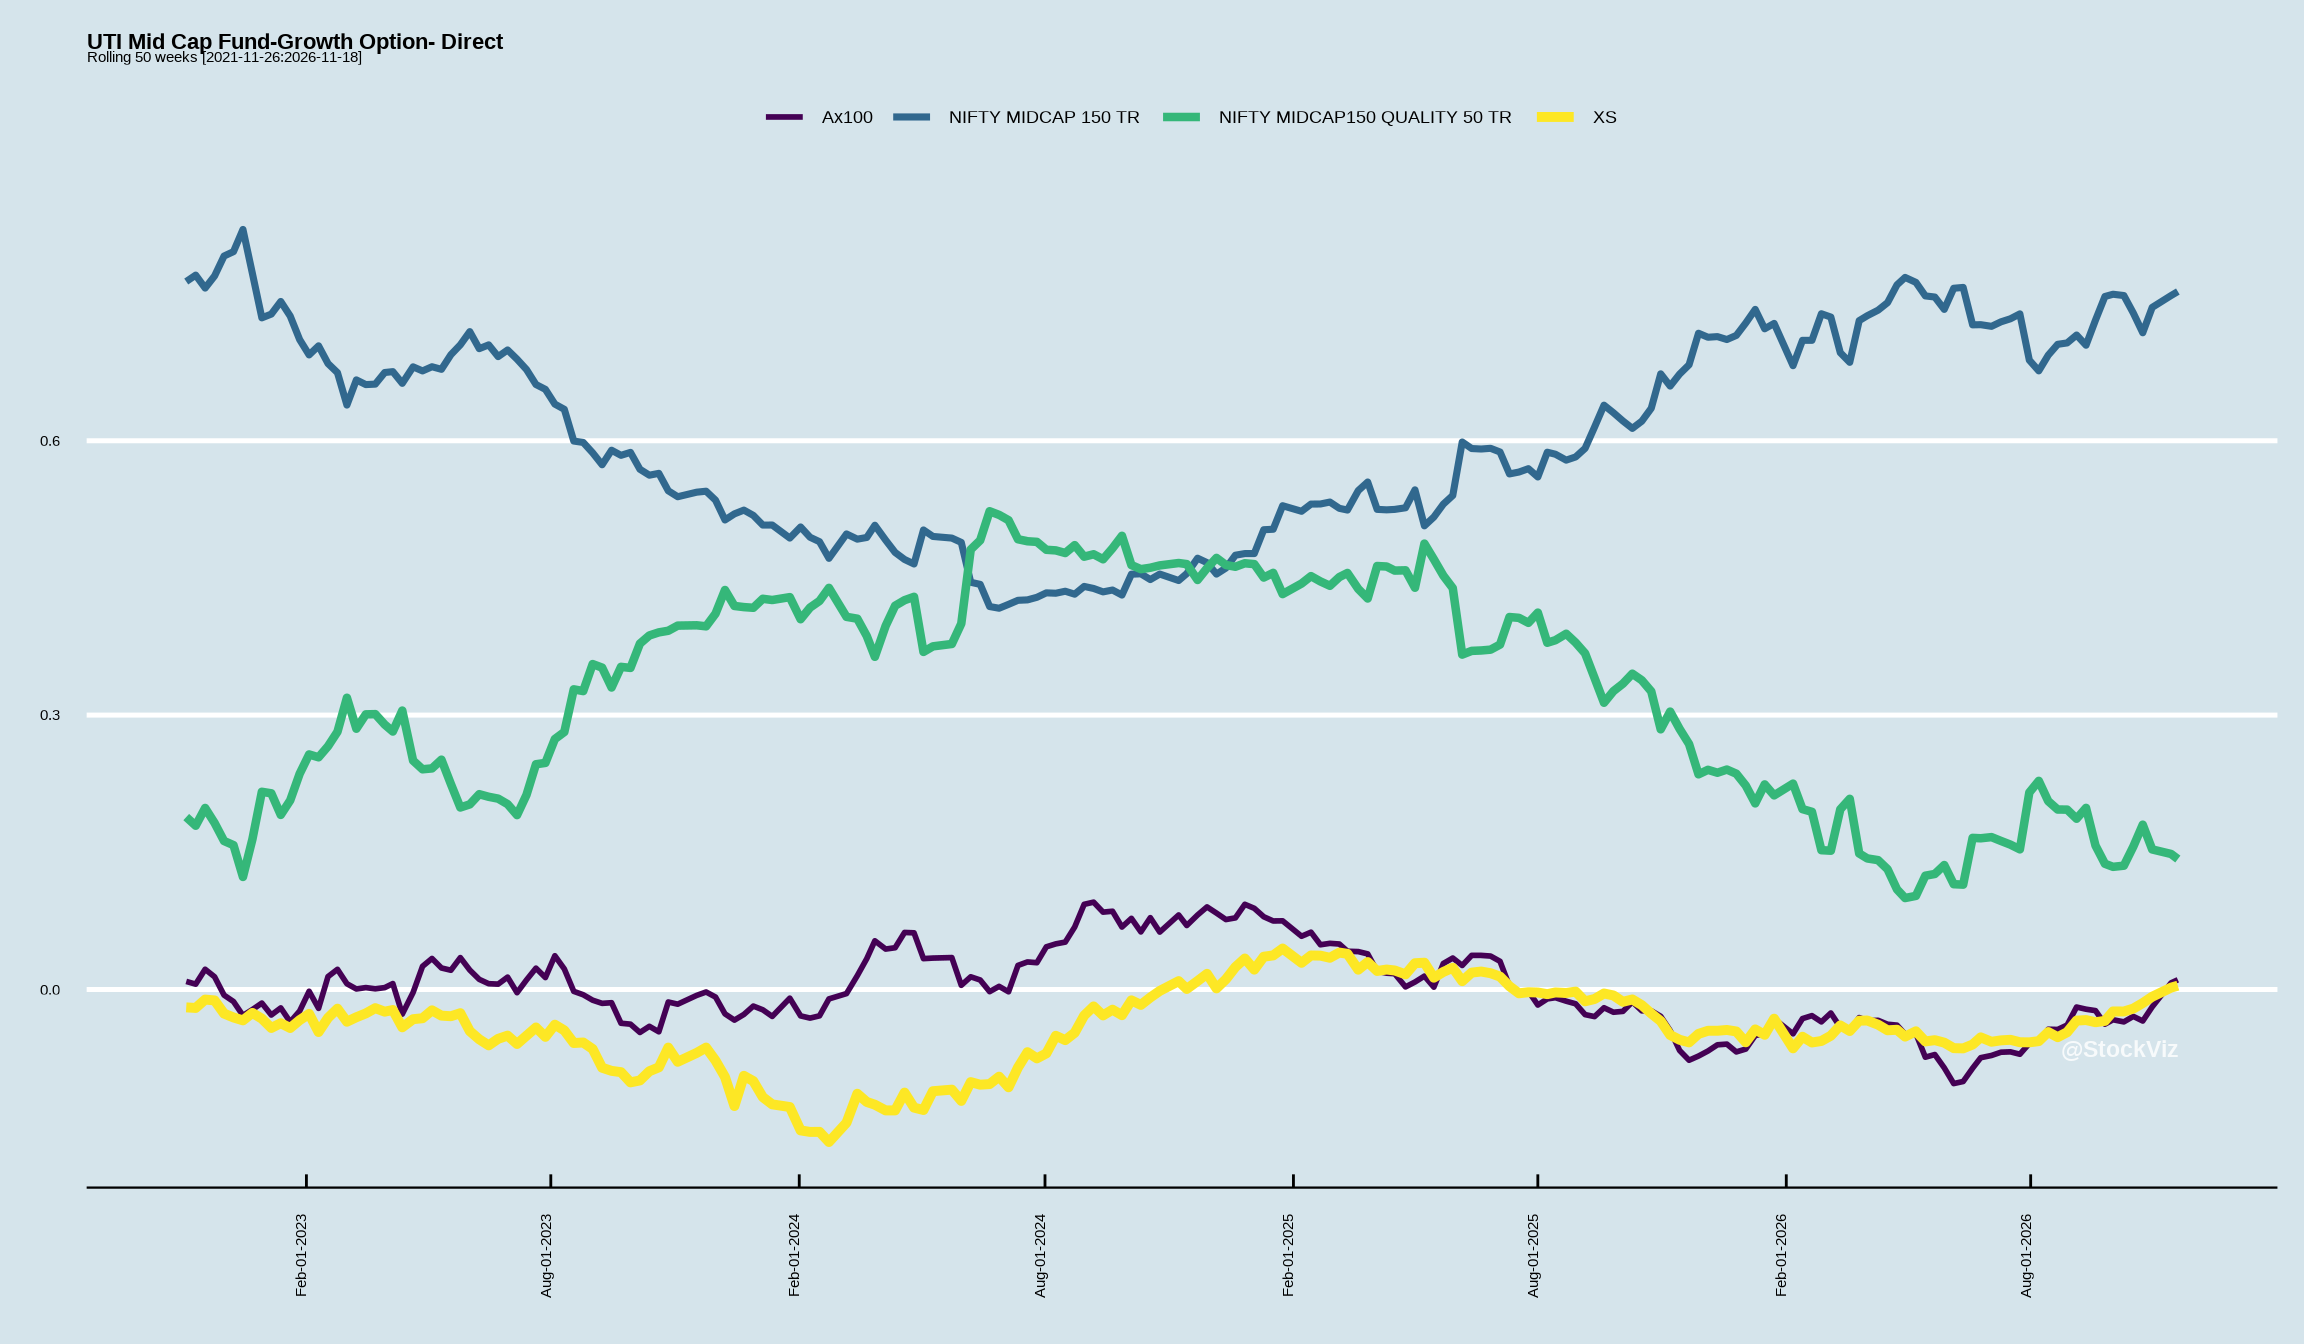 UTI Mid Cap Fund-Growth Option- Direct
Rolling 50 weeks [2021-11-26:2026-11-18]
Ax100 NIFTY MIDCAP 150 TR NIFTY MIDCAP150 QUALITY 50 TR XS
0.6
0.3
0.0
@StockViz
Feb-01-2023 Aug-01-2023 Feb-01-2024 Aug-01-2024 Feb-01-2025 Aug-01-2025 Feb-01-2026 Aug-01-2026